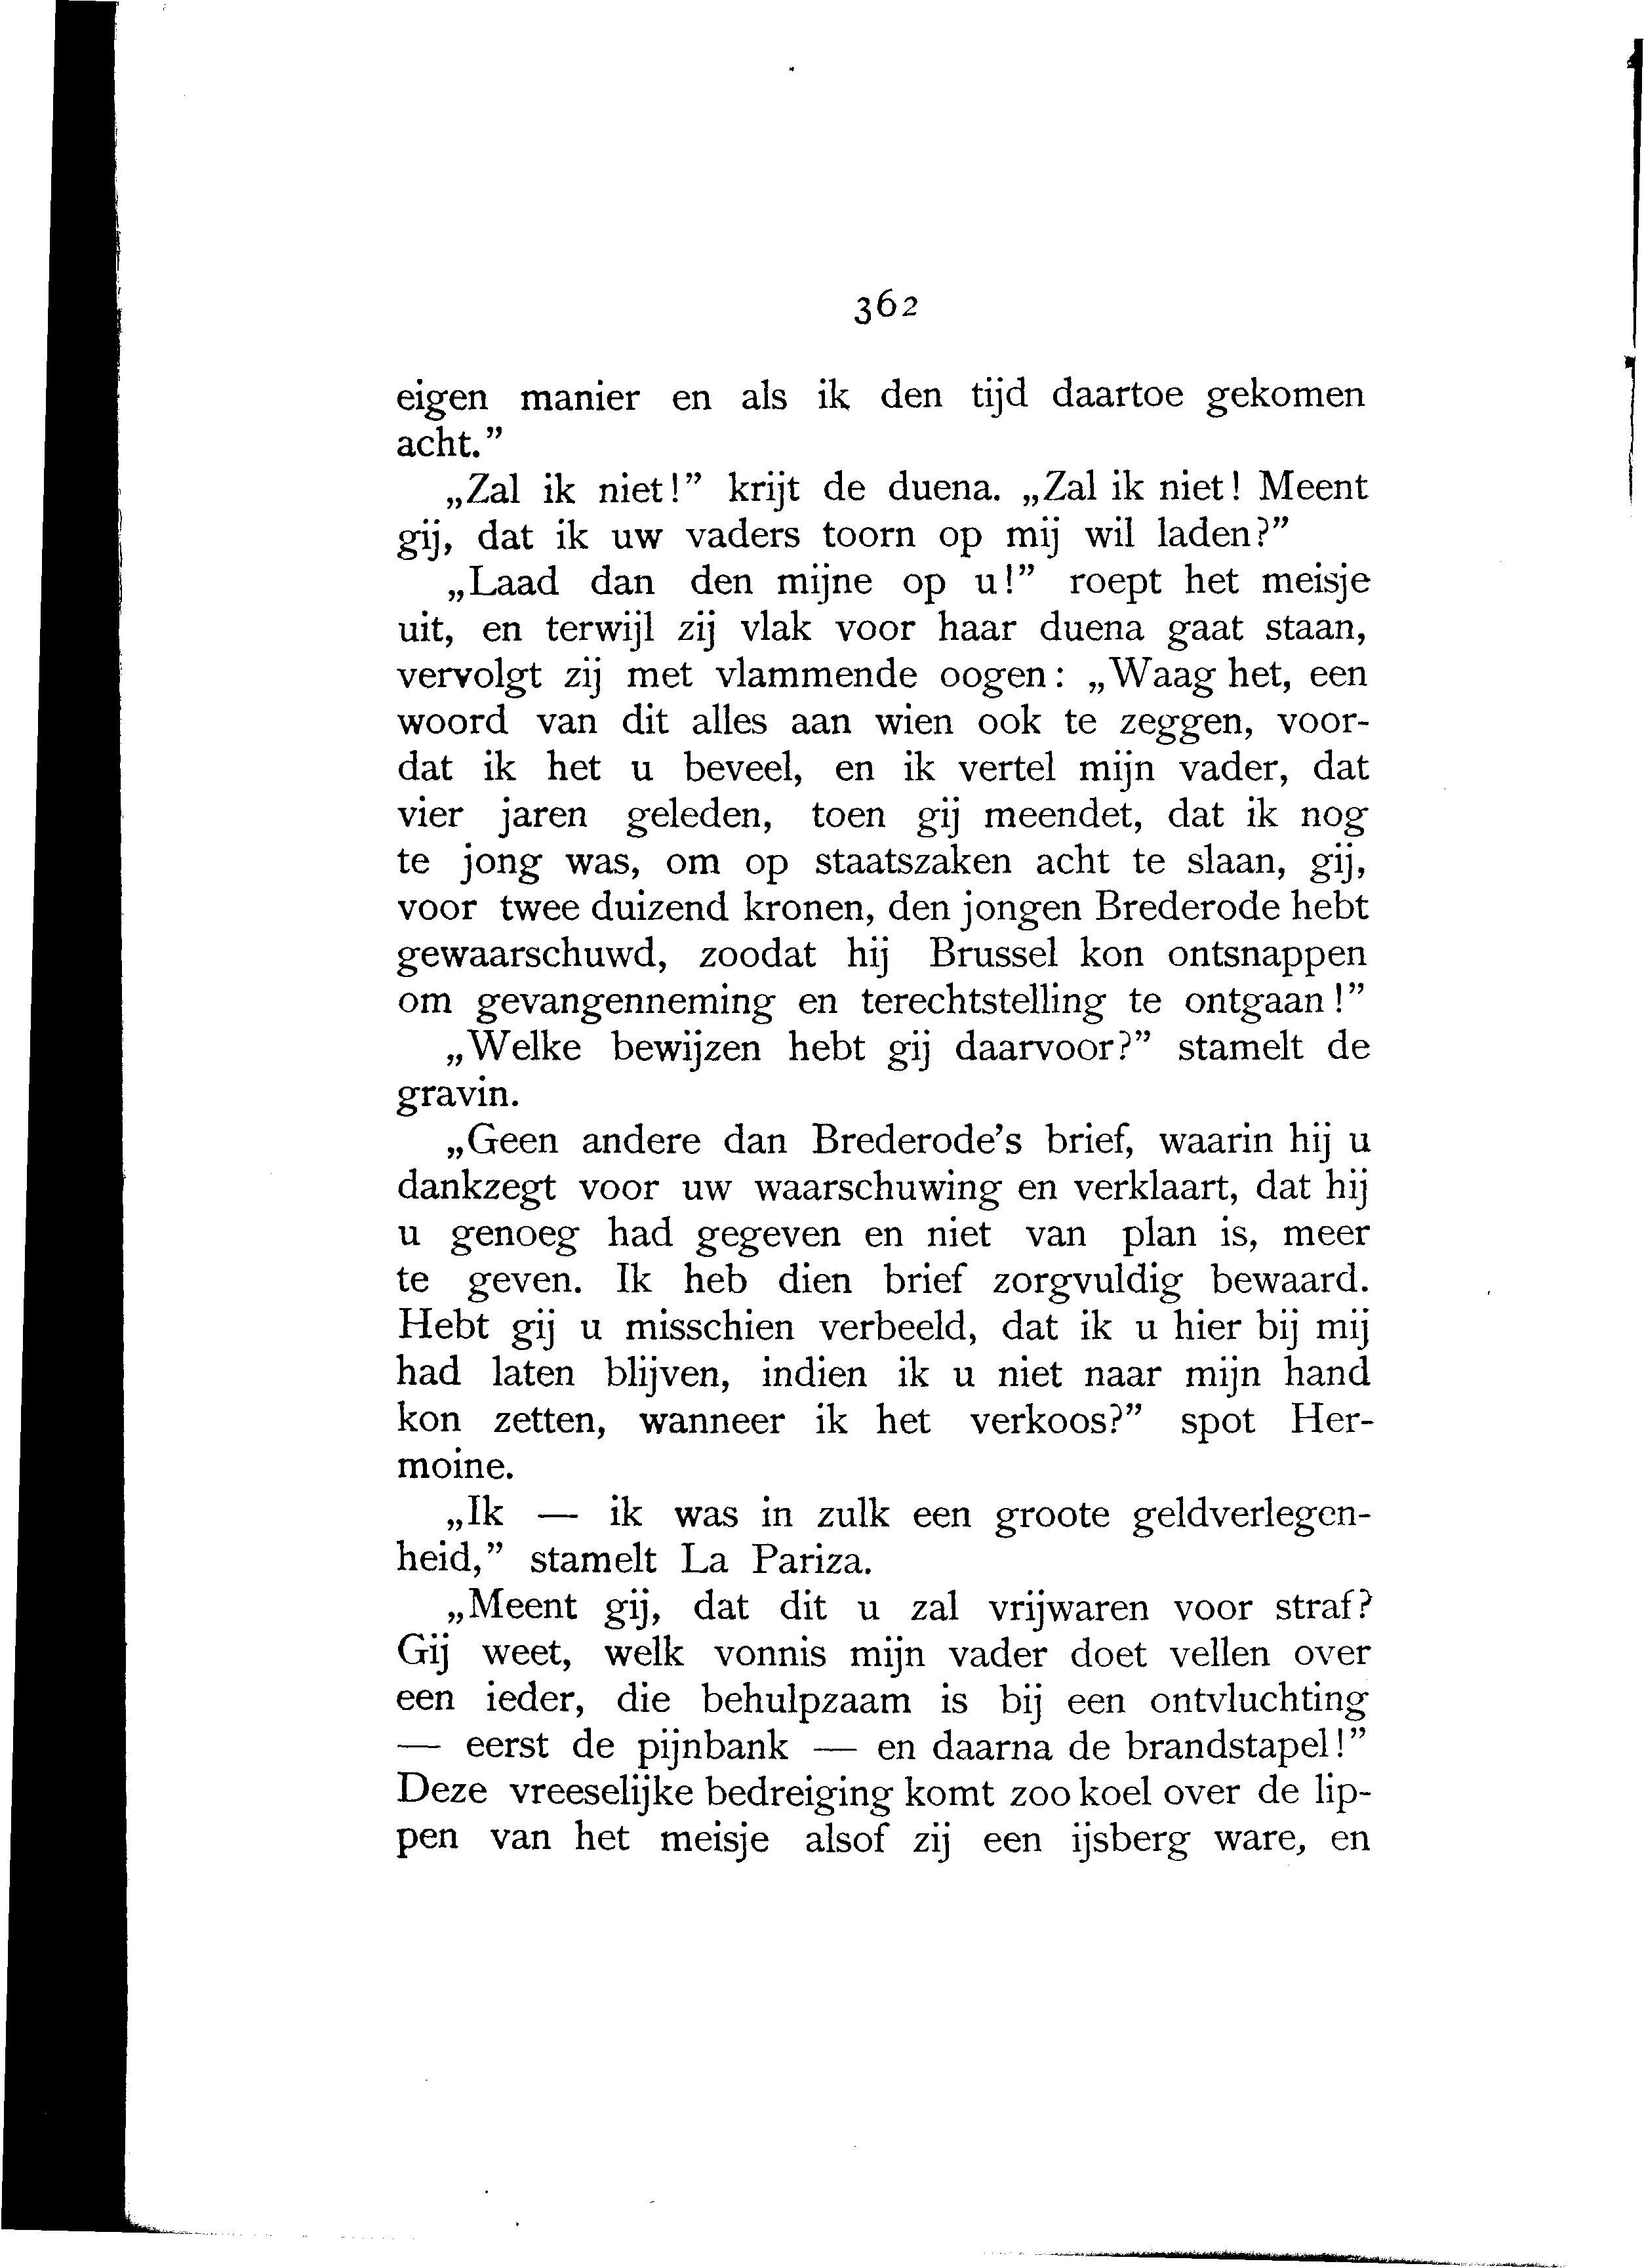 362
eigen manier en als ik den tijd daartoe gekomen
acht.”
„Zal ik niet!” krijt de duena. „Zal ik niet! Meent
gij, dat ik uw vaders toorn op mij wil laden?”
„Laad dan den mijne op u!” roept het meisje
uit, en terwijl zij vlak voor haar duena gaat staan,
vervolgt zij met vlammende oogen: „Waag het, een
woord van dit alles aan wien ook te zeggen, voor-
dat ik het u beveel, en ik vertel mijn vader, dat
vier jaren geleden, toen gij meendet, dat ik nog
te jong was, om op staatszaken acht te slaan, gij,
voor twee duizend kronen, den jongen Brederode hebt
gewaarschuwd, zoodat hij Brussel kon ontsnappen
om gevangenneming en terechtstelling te ontgaan!”
„Welke bewijzen hebt gij daarvoor?” stamelt de
gravin.
„Geen andere dan Brederode’s brief, waarin hij u
dankzegt voor uw waarschuwing en verklaart, dat hij
u genoeg had gegeven en niet van plan is, meer
te geven. Ik heb dien brief zorgvuldig bewaard.
Hebt gij u misschien verbeeld, dat ik u hier bij mij
had laten blijven, indien ik u niet naar mijn hand
kon zetten, wanneer ik het verkoos?” spot Her-
moine.
„Ik — ik was in zulk een groote geldverlegen-
heid,” stamelt La Pariza.
„Meent gij, dat dit u zal vrijwaren voor straf?
Gij weet, welk vonnis mijn vader doet vellen over
een ieder, die behulpzaam is bij een ontvluchting
— eerst de pijnbank — en daarna de brandstapel!”
Deze vreeselijke bedreiging komt zoo koel over de lip-
pen van het meisje alsof zij een ijsberg ware, en